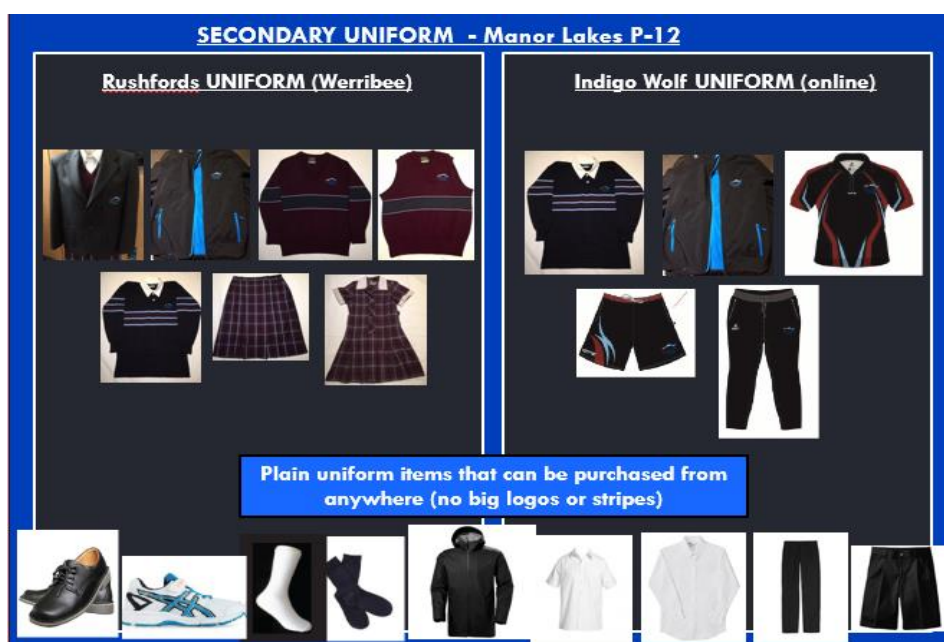 SECONDARY UNIFORM - Manor Lakes P-12
Rushfords UNIFORM (Werribee)
Indigo Wolf UNIFORM (online)
Plain uniform items that can be purchased from
anywhere (no big logos or stripes)